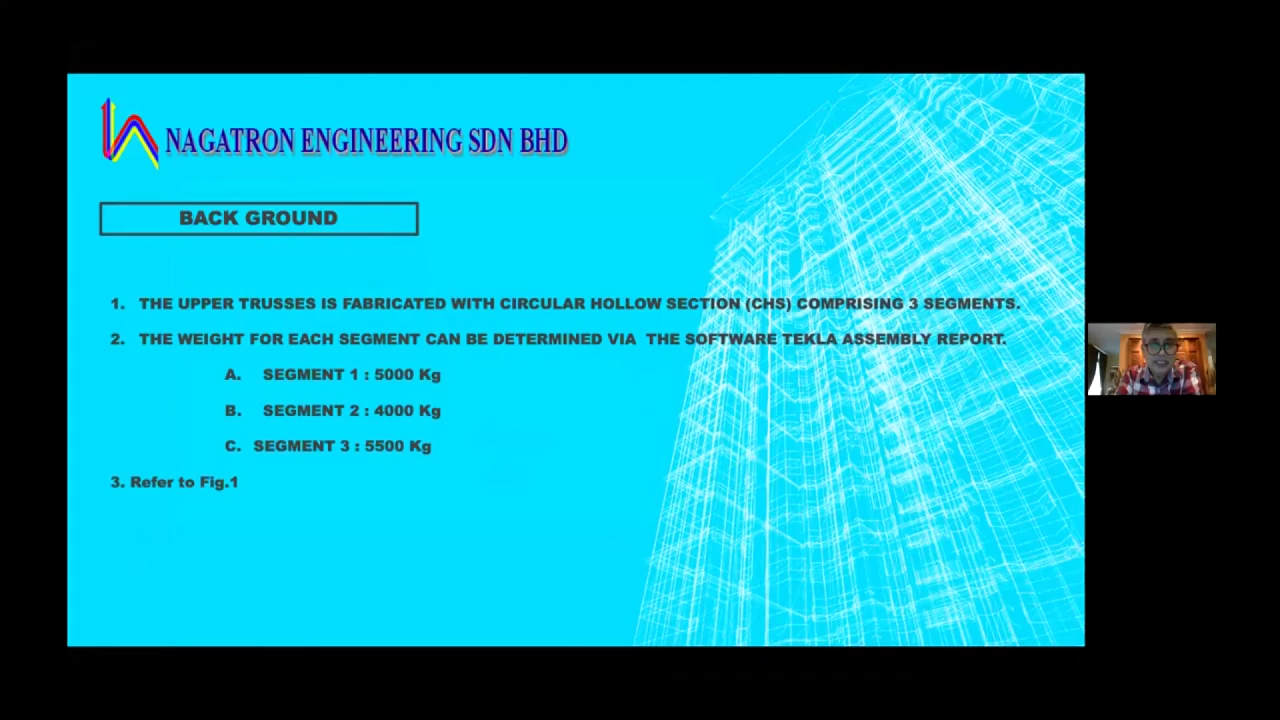 NAGATRON ENGINEERING SDN BHD
BACK GROUND
1. THE UPPER TRUSSES IS FABRICATED WITH CIRCULAR HOLLOW SECTION (CHS) COMPRISING 3 SEGMENTS.
2. THE WEIGHT FOR EACH SEGMENT CAN BE DETERMINED VIA THE SOFTWARE TEKLA ASSEMBLY REPORT.
A. SEGMENT 1 : 5000 Kg
B. SEGMENT 2 : 4000 Kg
C. SEGMENT 3 : 5500 Kg
3. Refer to Fig.1